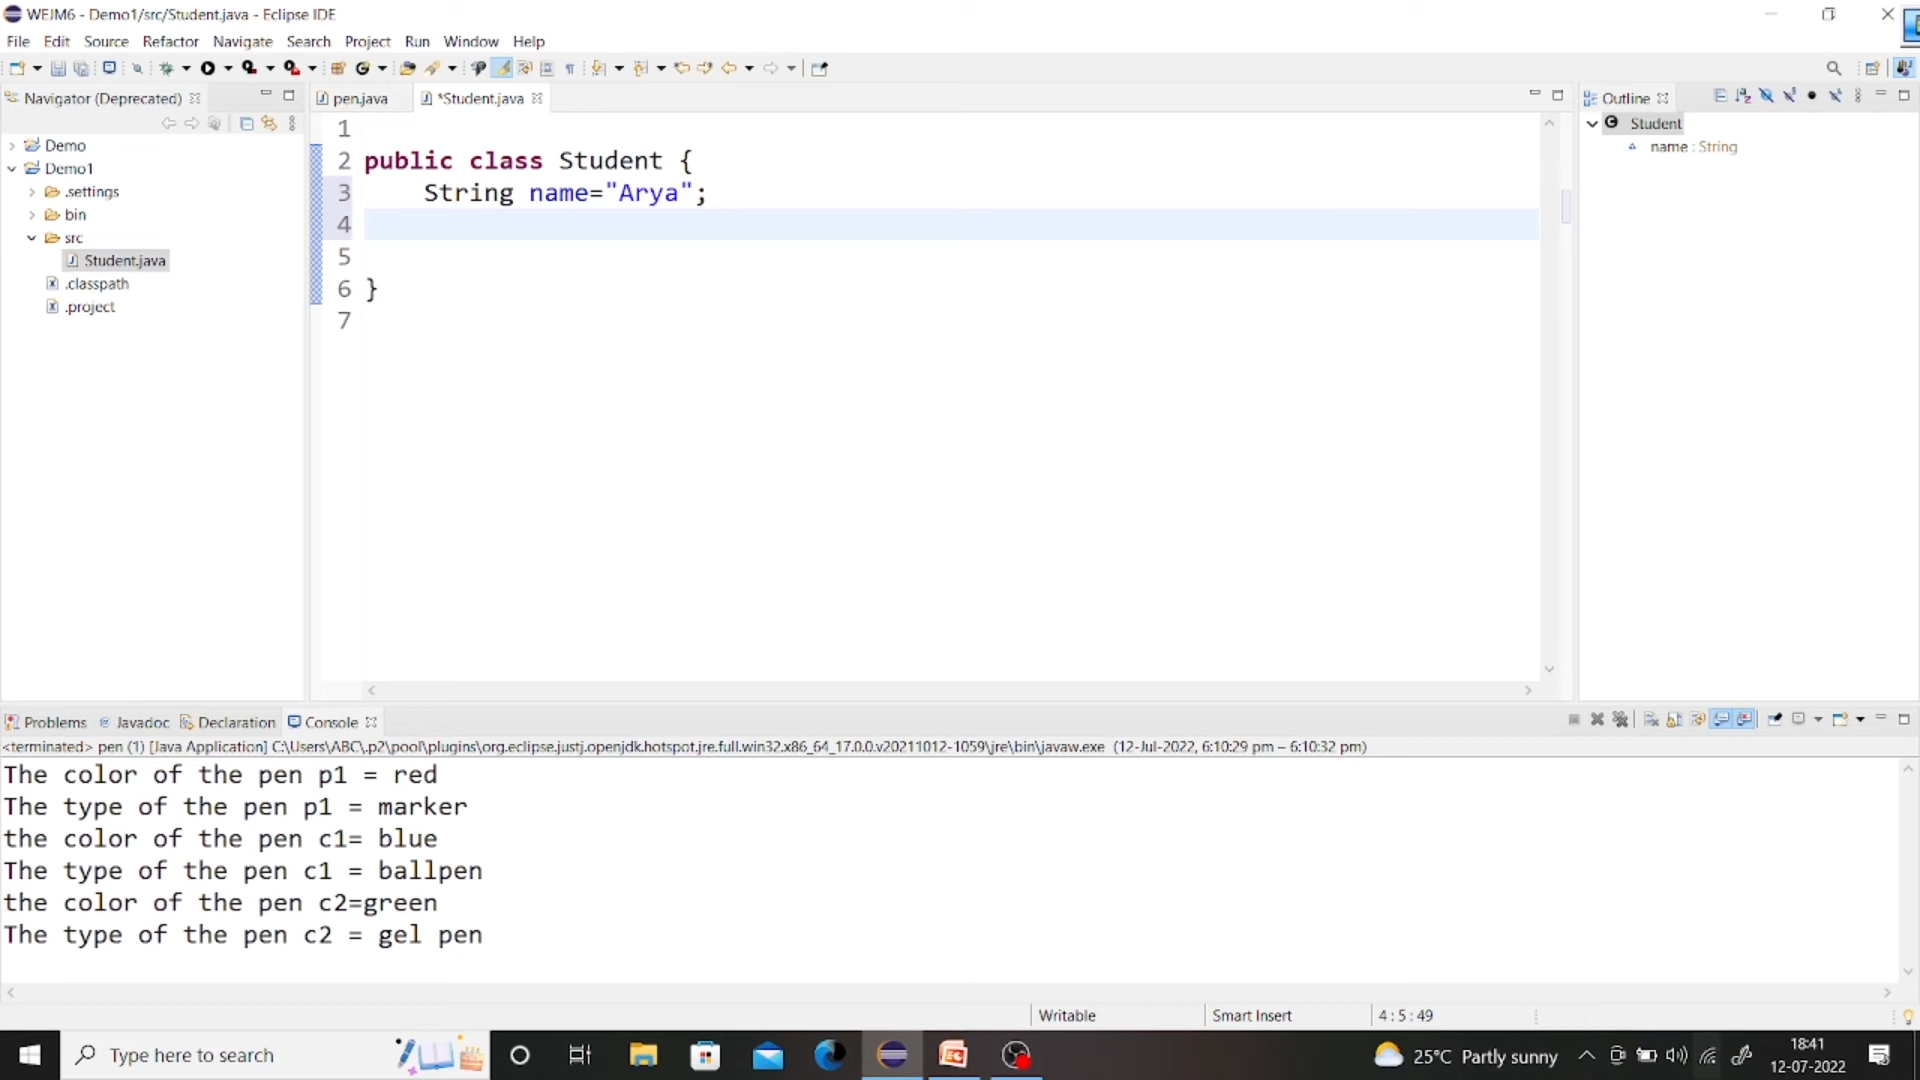 WEJM6 - Demo1/src/Student.java - Eclipse IDE
File Edit Source Refactor Navigate Search Project Run Window Help
Navigator (Deprecated)
pen.java
*Student.java
Outline
Demo
Demo1
.settings
bin
src
Student.java
.classpath
.project
1
2 public class Student {
3 String name="Arya";
4
5
6 }
7
Student
name : String
Problems Javadoc Declaration Console
<terminated> pen (1) [Java Application] C:\Users\ABC\.p2\pool\plugins\org.eclipse.justj.openjdk.hotspot.jre.full.win32.x86_64_17.0.0.v20211012-1059\jre\bin\javaw.exe (12-Jul-2022, 6:10:29 pm – 6:10:32 pm)
The color of the pen p1 = red
The type of the pen p1 = marker
the color of the pen c1= blue
The type of the pen c1 = ballpen
the color of the pen c2=green
The type of the pen c2 = gel pen
Writable Smart Insert 4 : 5 : 49
Type here to search
25°C Partly sunny
18:41
12-07-2022